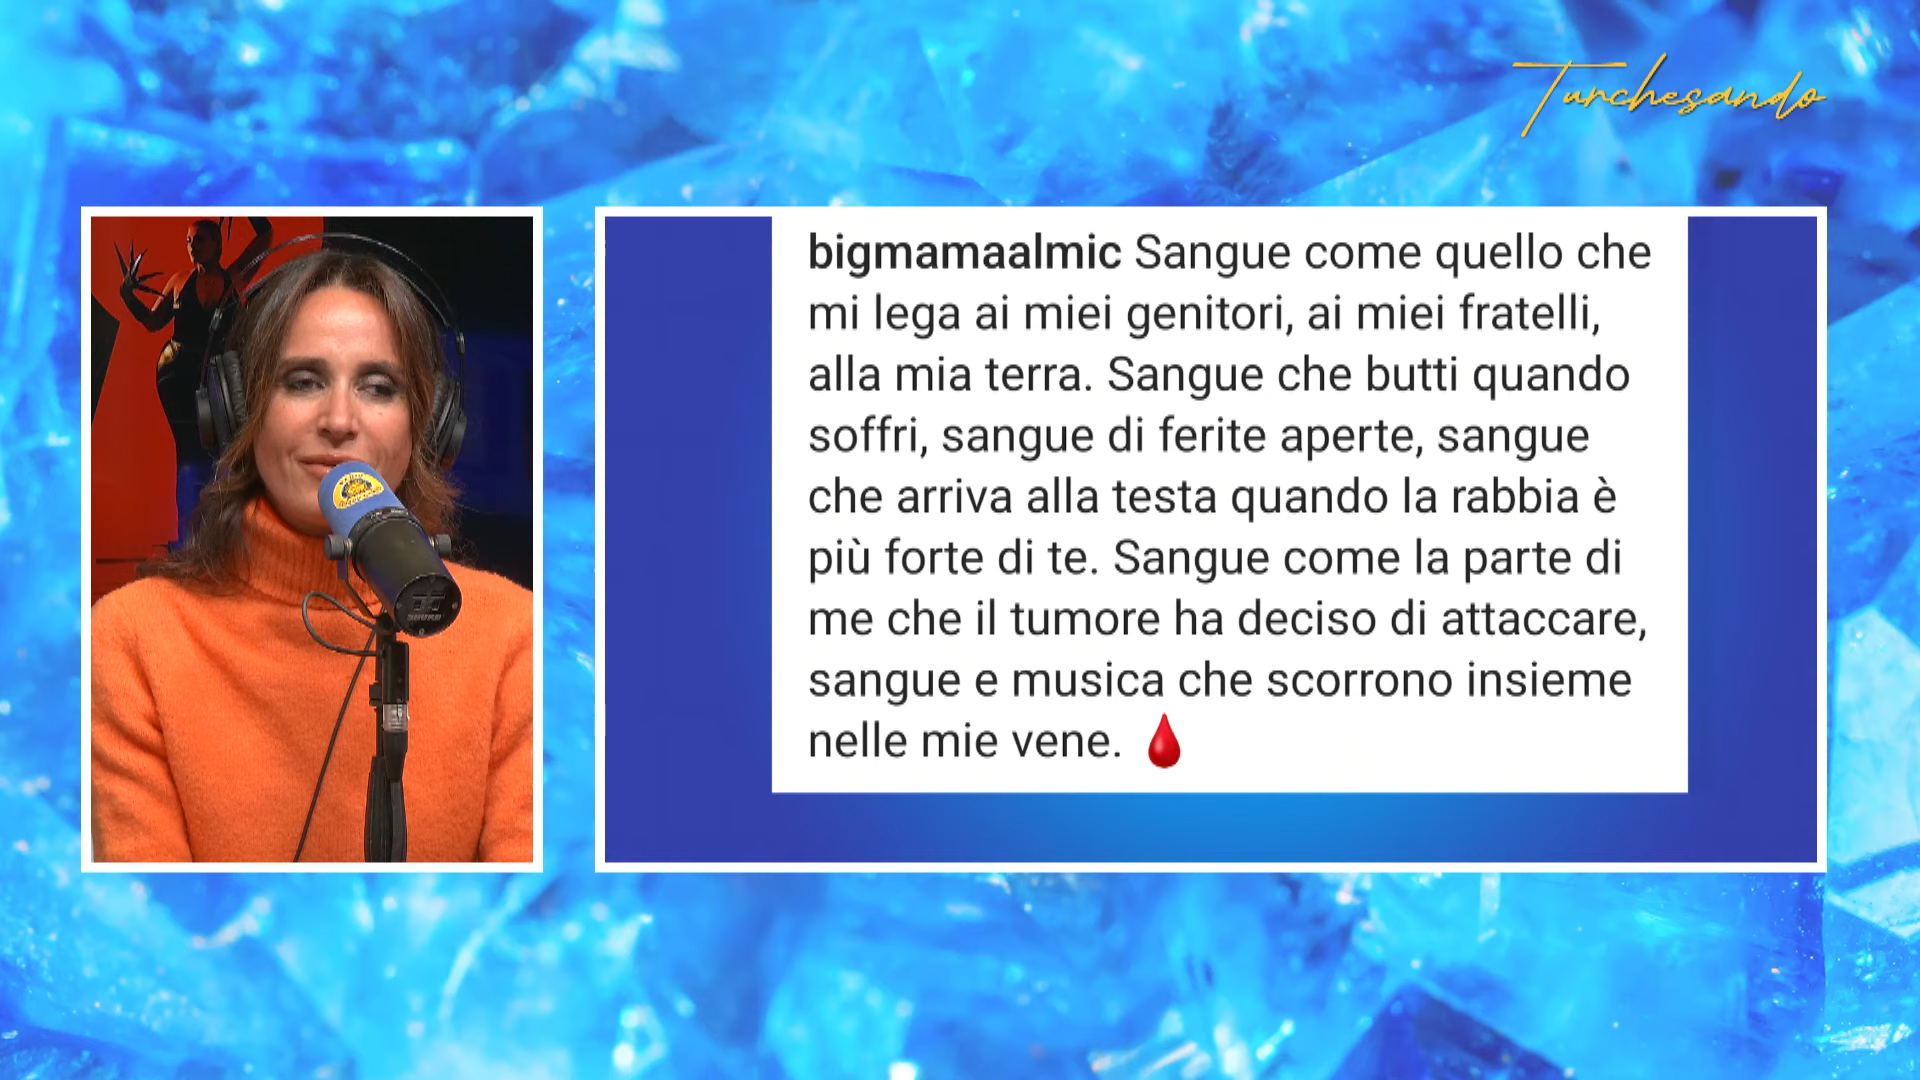 Turchesando
bigmamaalmic Sangue come quello che
mi lega ai miei genitori, ai miei fratelli,
alla mia terra. Sangue che butti quando
soffri, sangue di ferite aperte, sangue
che arriva alla testa quando la rabbia è
più forte di te. Sangue come la parte di
me che il tumore ha deciso di attaccare,
sangue e musica che scorrono insieme
nelle mie vene. 🩸
SHURE